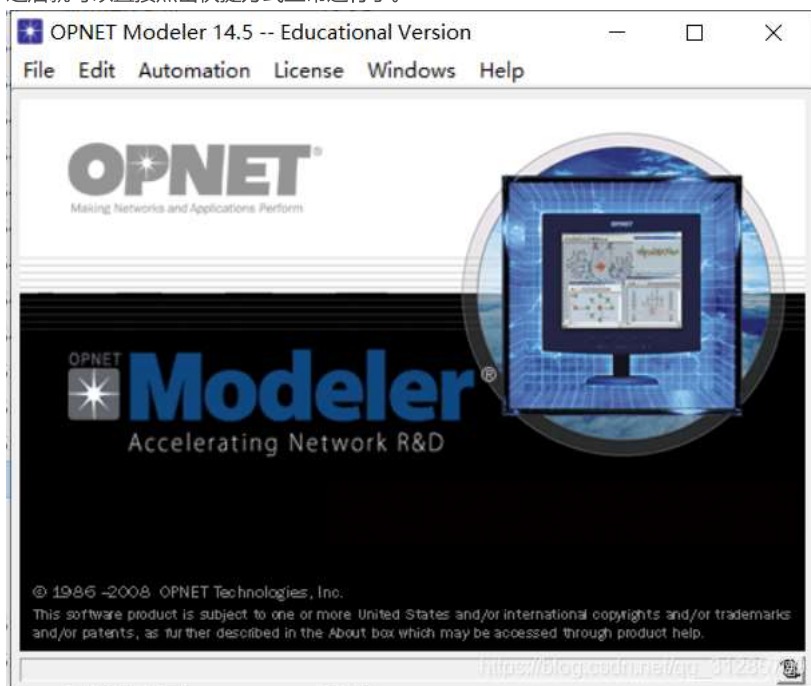 OPNET Modeler 14.5 -- Educational Version
File Edit Automation License Windows Help
OPNET®
Making Networks and Applications Perform
OPNET
OPNET
Modeler®
Accelerating Network R&D
© 1986-2008 OPNET Technologies, Inc.
This software product is subject to one or more United States and/or international copyrights and/or trademarks
and/or patents, as further described in the About box which may be accessed through product help.